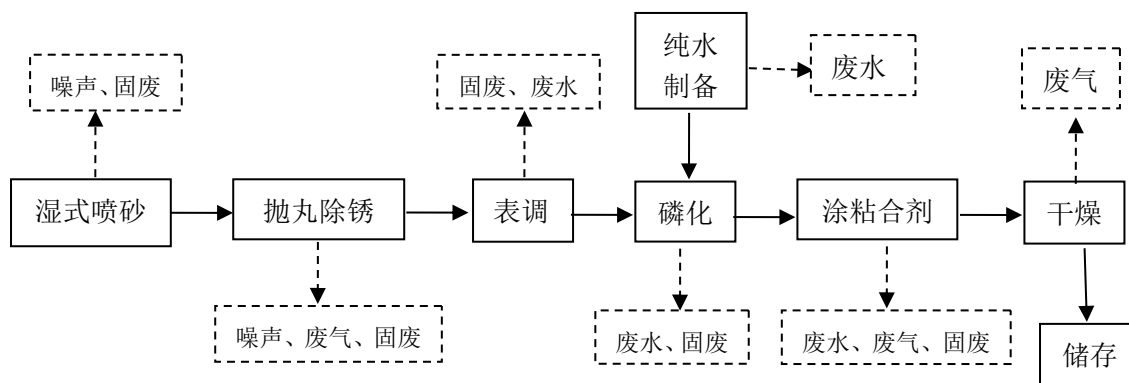 纯水
制备
废水
噪声、固废
固废、废水
废气
湿式喷砂
抛丸除锈
表调
磷化
涂粘合剂
干燥
噪声、废气、固废
废水、固废
废水、废气、固废
储存